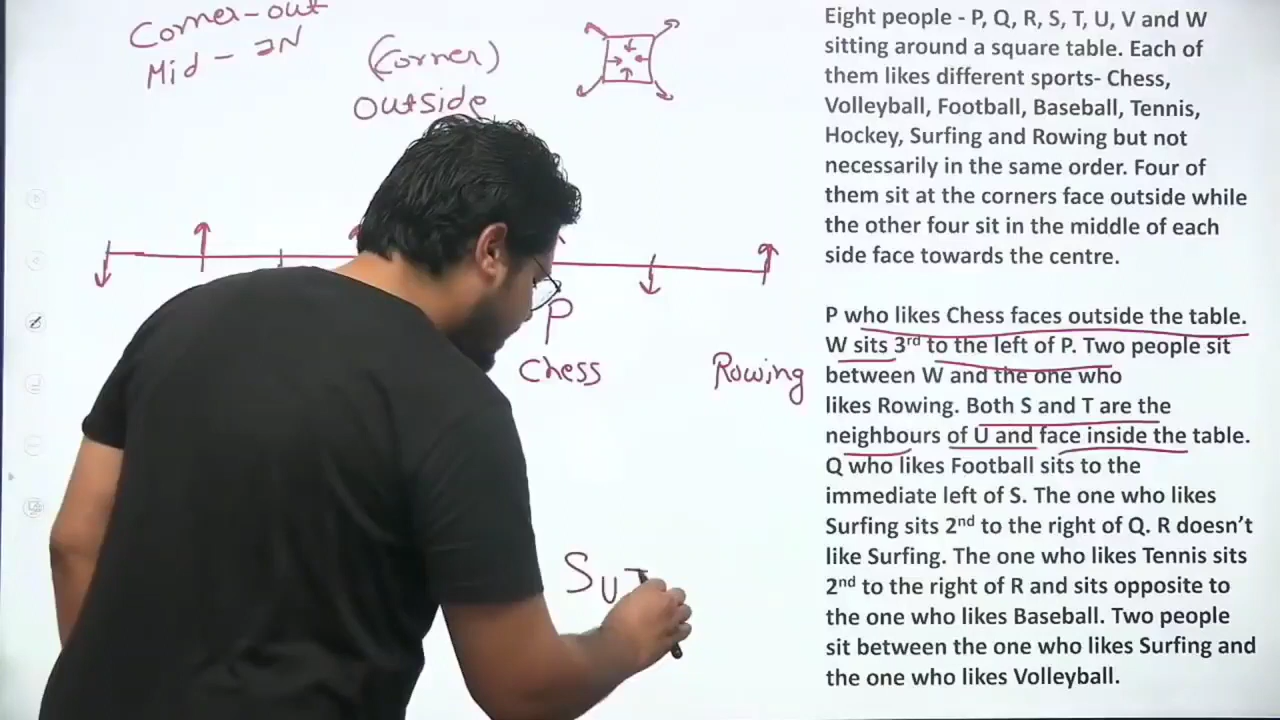 Corner-out
Mid - IN
(Corner)
Outside
P
Chess
Rowing
S U T
Eight people - P, Q, R, S, T, U, V and W
sitting around a square table. Each of
them likes different sports- Chess,
Volleyball, Football, Baseball, Tennis,
Hockey, Surfing and Rowing but not
necessarily in the same order. Four of
them sit at the corners face outside while
the other four sit in the middle of each
side face towards the centre.
P who likes Chess faces outside the table.
W sits 3rd to the left of P. Two people sit
between W and the one who
likes Rowing. Both S and T are the
neighbours of U and face inside the table.
Q who likes Football sits to the
immediate left of S. The one who likes
Surfing sits 2nd to the right of Q. R doesn't
like Surfing. The one who likes Tennis sits
2nd to the right of R and sits opposite to
the one who likes Baseball. Two people
sit between the one who likes Surfing and
the one who likes Volleyball.